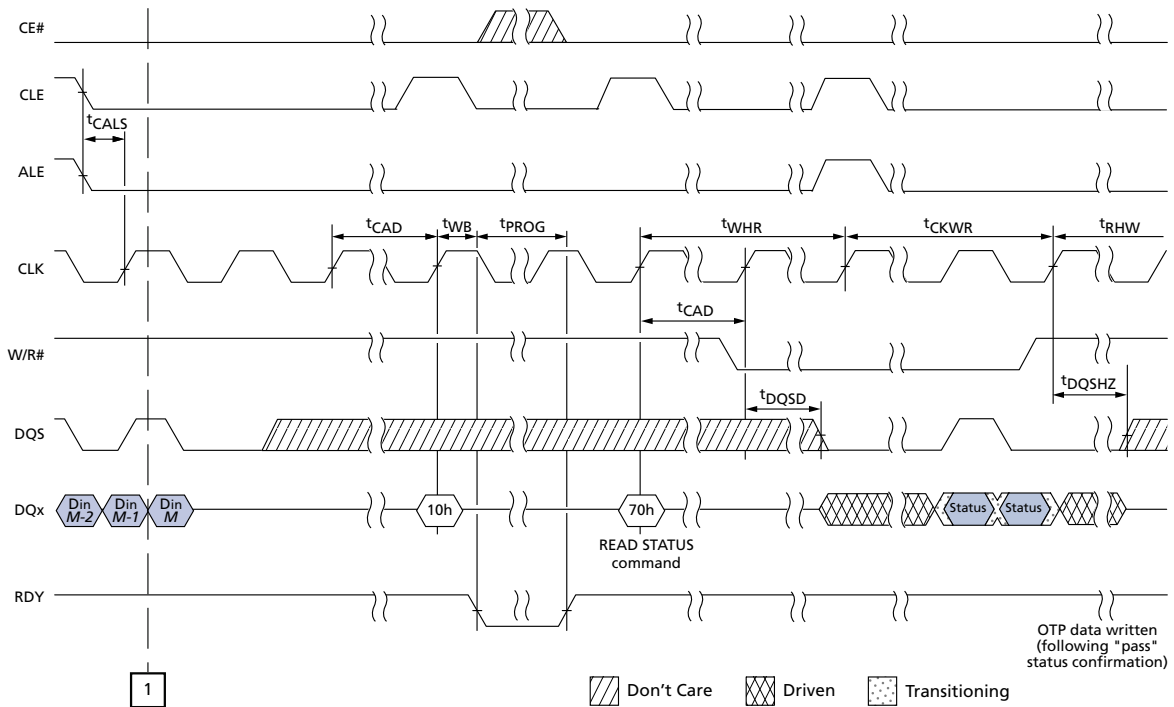 CE#
CLE
tCALS
ALE
tCAD
tWB
tPROG
tWHR
tCKWR
tRHW
CLK
tCAD
W/R#
tDQSD
tDQSHZ
DQS
DQx
Din M-2
Din M-1
Din M
10h
70h
Status
Status
READ STATUS
command
RDY
OTP data written
(following "pass"
status confirmation)
1
Don't Care
Driven
Transitioning